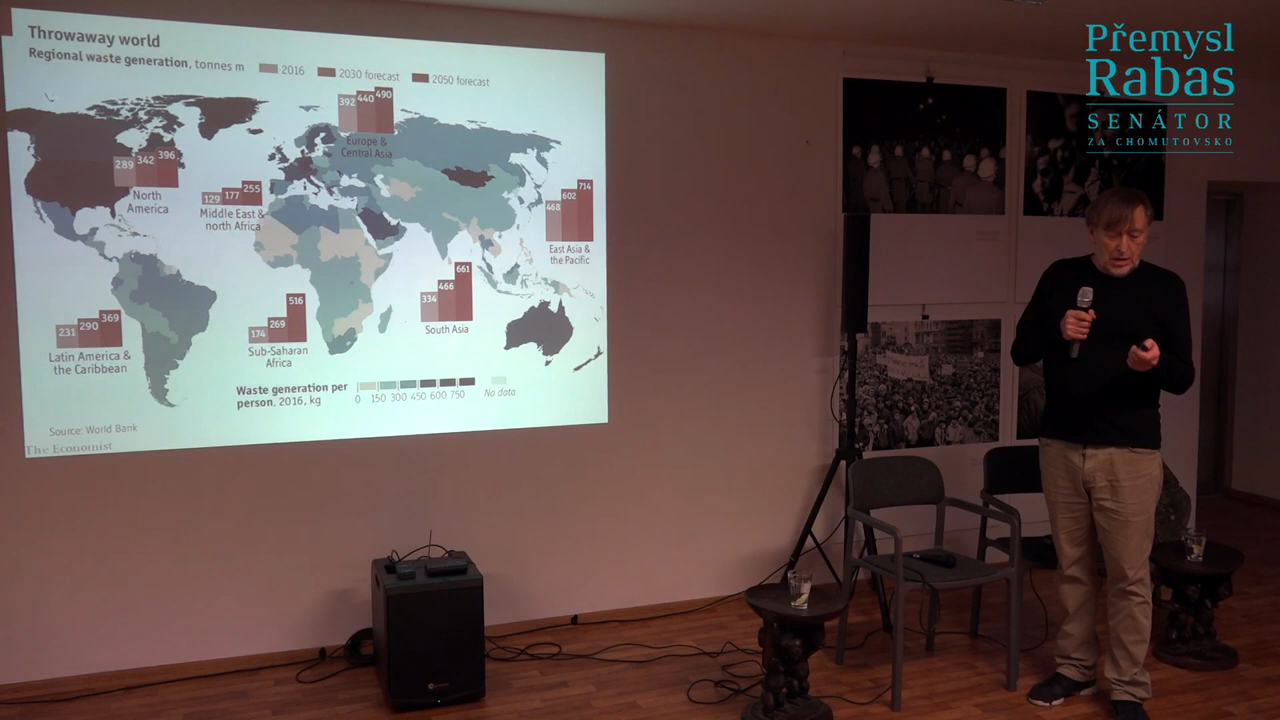 Throwaway world
Regional waste generation, tonnes m
2016
2030 forecast
2050 forecast
392 440 490
Europe &
Central Asia
289 342 396
North
America
129 177 255
Middle East &
north Africa
468 602 714
East Asia &
the Pacific
334 466 661
South Asia
231 290 369
Latin America &
the Caribbean
174 269 516
Sub-Saharan
Africa
Waste generation per
person, 2016, kg
0 150 300 450 600 750
No data
Source: World Bank
The Economist
Přemysl
Rabas
SENÁTOR
ZA CHOMUTOVSKO